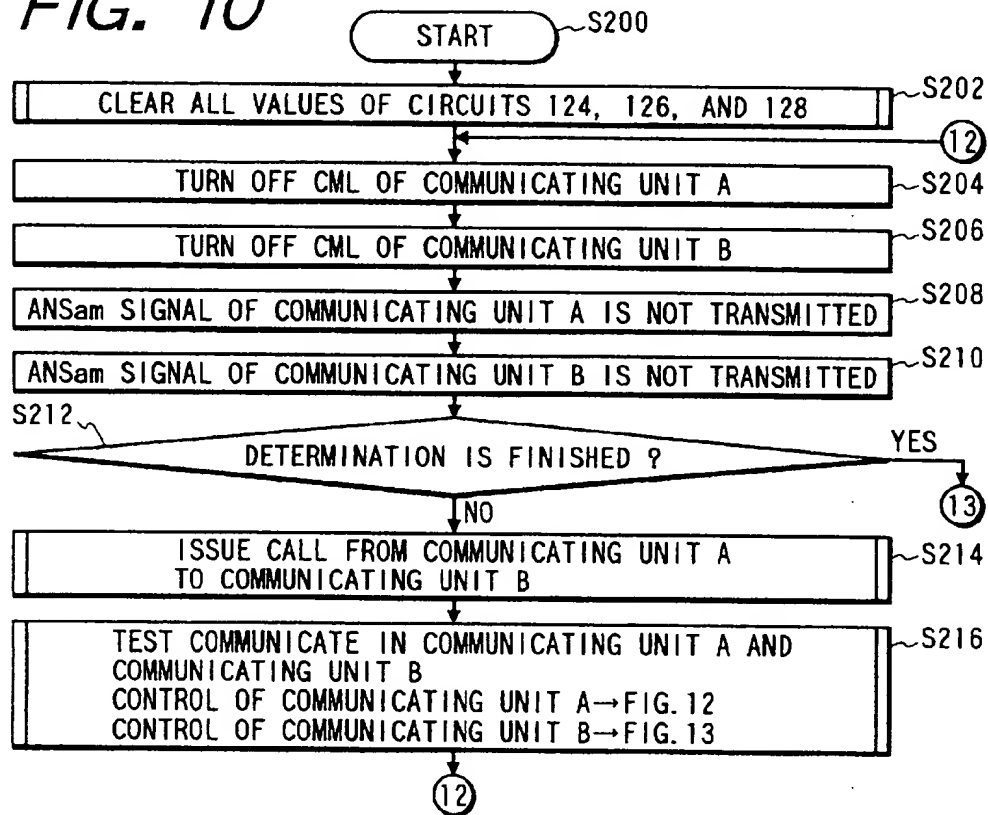 FIG. 10
START
S200
CLEAR ALL VALUES OF CIRCUITS 124, 126, AND 128
S202
12
TURN OFF CML OF COMMUNICATING UNIT A
S204
TURN OFF CML OF COMMUNICATING UNIT B
S206
ANSam SIGNAL OF COMMUNICATING UNIT A IS NOT TRANSMITTED
S208
ANSam SIGNAL OF COMMUNICATING UNIT B IS NOT TRANSMITTED
S210
S212
DETERMINATION IS FINISHED ?
YES
13
NO
ISSUE CALL FROM COMMUNICATING UNIT A
TO COMMUNICATING UNIT B
S214
TEST COMMUNICATE IN COMMUNICATING UNIT A AND
COMMUNICATING UNIT B
CONTROL OF COMMUNICATING UNIT A→FIG.12
CONTROL OF COMMUNICATING UNIT B→FIG.13
S216
12